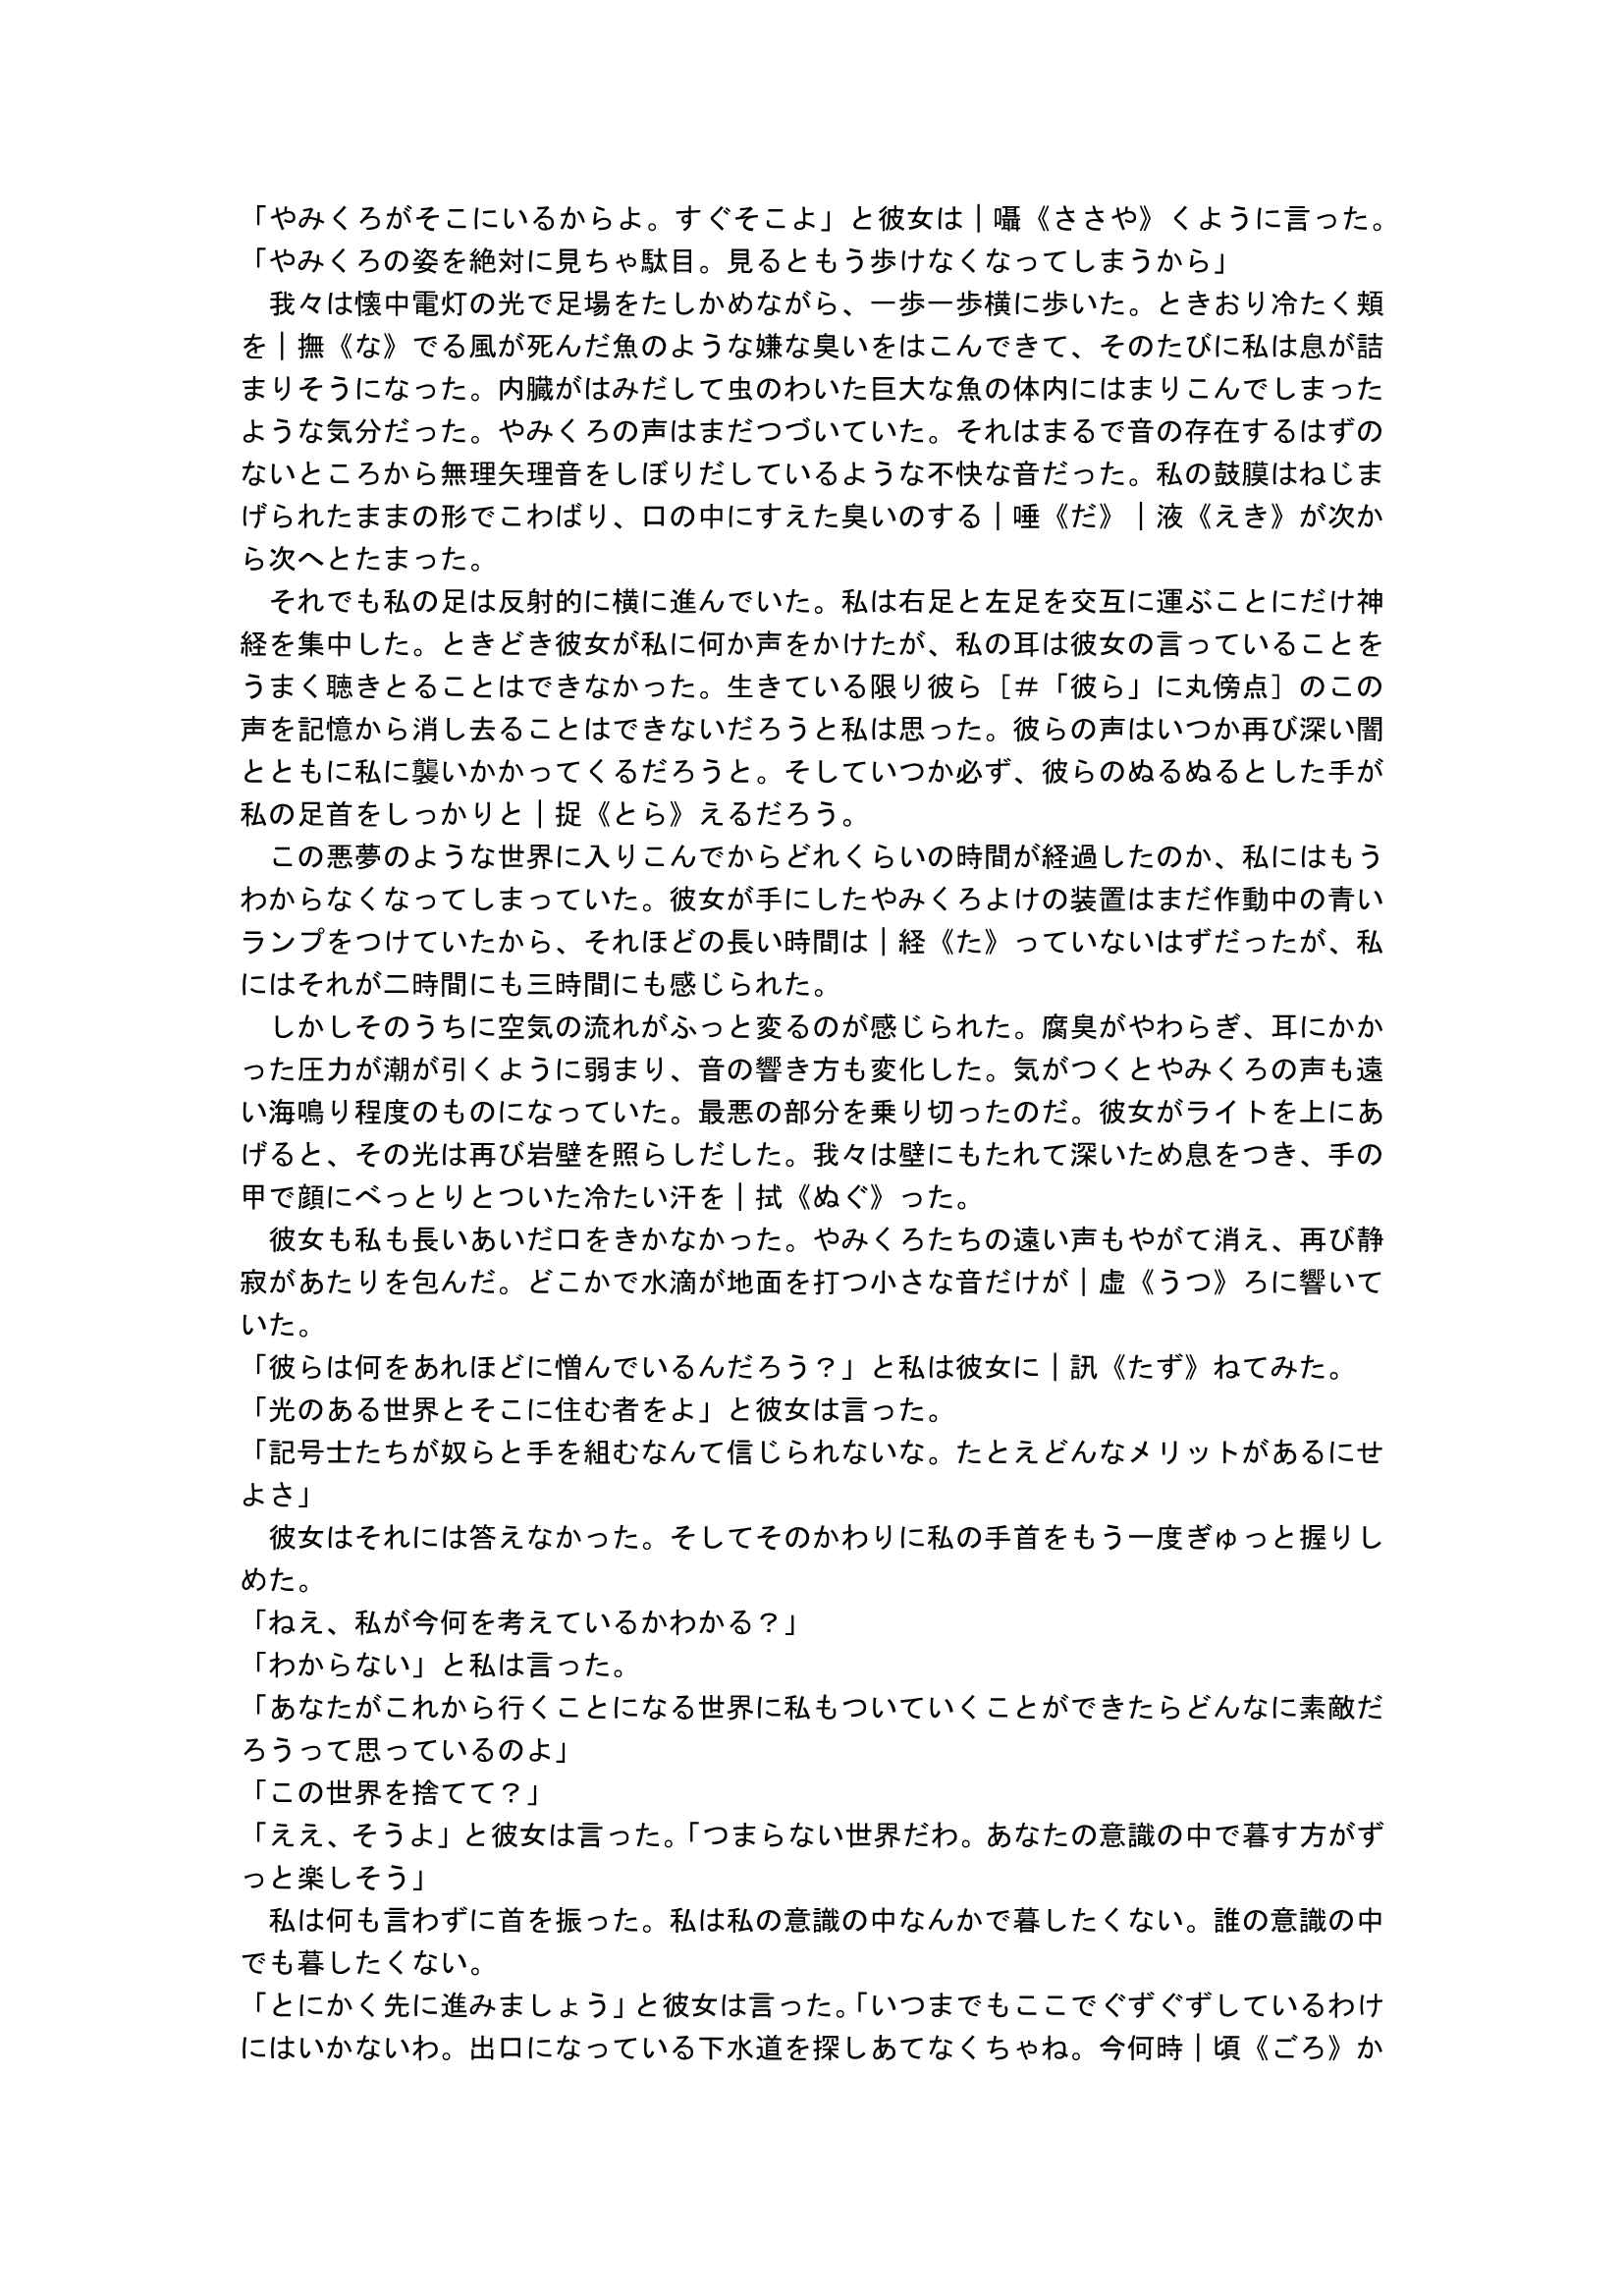 「やみくろがそこにいるからよ。すぐそこよ」と彼女は｜囁《ささや》くように言った。
「やみくろの姿を絶対に見ちゃ駄目。見るともう歩けなくなってしまうから」
　我々は懐中電灯の光で足場をたしかめながら、一歩一歩横に歩いた。ときおり冷たく頬
を｜撫《な》でる風が死んだ魚のような嫌な臭いをはこんできて、そのたびに私は息が詰
まりそうになった。内臓がはみだして虫のわいた巨大な魚の体内にはまりこんでしまった
ような気分だった。やみくろの声はまだつづいていた。それはまるで音の存在するはずの
ないところから無理矢理音をしぼりだしているような不快な音だった。私の鼓膜はねじま
げられたままの形でこわばり、口の中にすえた臭いのする｜唾《だ》｜液《えき》が次か
ら次へとたまった。
　それでも私の足は反射的に横に進んでいた。私は右足と左足を交互に運ぶことにだけ神
経を集中した。ときどき彼女が私に何か声をかけたが、私の耳は彼女の言っていることを
うまく聴きとることはできなかった。生きている限り彼ら［＃「彼ら」に丸傍点］のこの
声を記憶から消し去ることはできないだろうと私は思った。彼らの声はいつか再び深い闇
とともに私に襲いかかってくるだろうと。そしていつか必ず、彼らのぬるぬるとした手が
私の足首をしっかりと｜捉《とら》えるだろう。
　この悪夢のような世界に入りこんでからどれくらいの時間が経過したのか、私にはもう
わからなくなってしまっていた。彼女が手にしたやみくろよけの装置はまだ作動中の青い
ランプをつけていたから、それほどの長い時間は｜経《た》っていないはずだったが、私
にはそれが二時間にも三時間にも感じられた。
　しかしそのうちに空気の流れがふっと変るのが感じられた。腐臭がやわらぎ、耳にかか
った圧力が潮が引くように弱まり、音の響き方も変化した。気がつくとやみくろの声も遠
い海鳴り程度のものになっていた。最悪の部分を乗り切ったのだ。彼女がライトを上にあ
げると、その光は再び岩壁を照らしだした。我々は壁にもたれて深いため息をつき、手の
甲で顔にべっとりとついた冷たい汗を｜拭《ぬぐ》った。
　彼女も私も長いあいだ口をきかなかった。やみくろたちの遠い声もやがて消え、再び静
寂があたりを包んだ。どこかで水滴が地面を打つ小さな音だけが｜虚《うつ》ろに響いて
いた。
「彼らは何をあれほどに憎んでいるんだろう？」と私は彼女に｜訊《たず》ねてみた。
「光のある世界とそこに住む者をよ」と彼女は言った。
「記号士たちが奴らと手を組むなんて信じられないな。たとえどんなメリットがあるにせ
よさ」
　彼女はそれには答えなかった。そしてそのかわりに私の手首をもう一度ぎゅっと握りし
めた。
「ねえ、私が今何を考えているかわかる？」
「わからない」と私は言った。
「あなたがこれから行くことになる世界に私もついていくことができたらどんなに素敵だ
ろうって思っているのよ」
「この世界を捨てて？」
「ええ、そうよ」と彼女は言った。「つまらない世界だわ。あなたの意識の中で暮す方がず
っと楽しそう」
　私は何も言わずに首を振った。私は私の意識の中なんかで暮したくない。誰の意識の中
でも暮したくない。
「とにかく先に進みましょう」と彼女は言った。「いつまでもここでぐずぐずしているわけ
にはいかないわ。出口になっている下水道を探しあてなくちゃね。今何時｜頃《ごろ》か